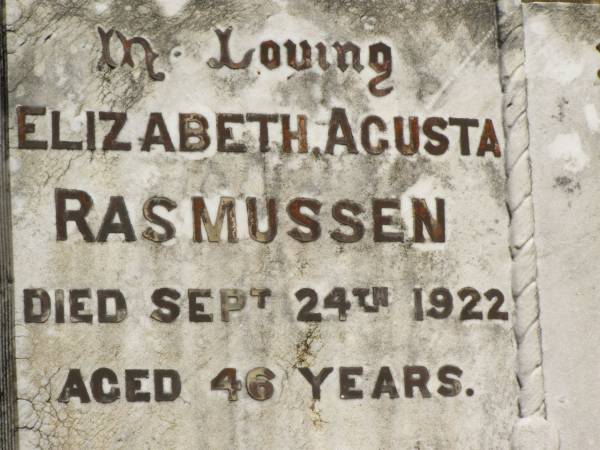 In Loving
ELIZABETH. AGUSTA
RASMUSSEN
DIED SEPT 24TH 1922
AGED 46 YEARS.